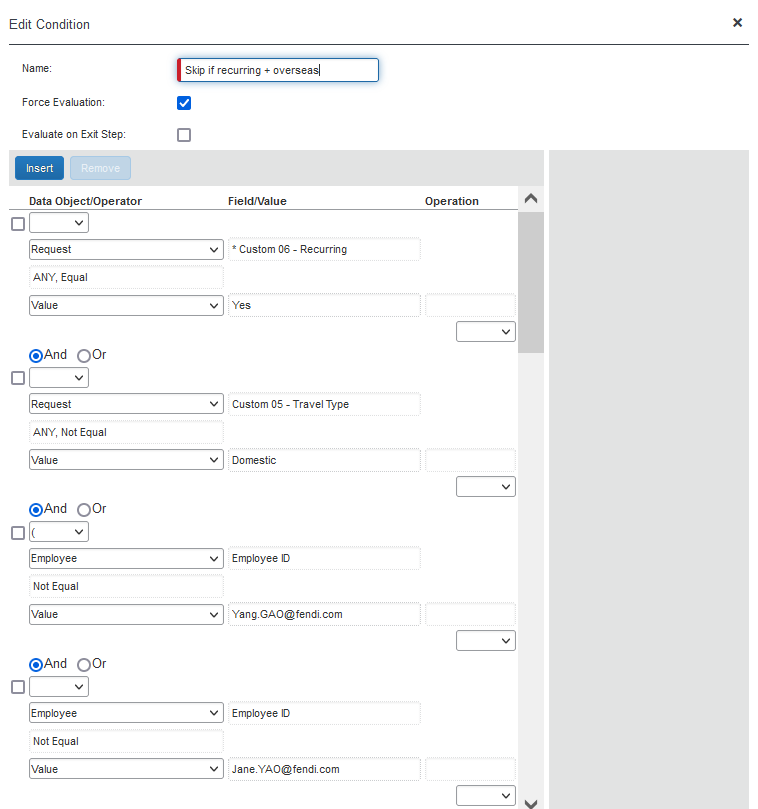 Edit Condition
Name:
Skip if recurring + overseas
Force Evaluation:
Evaluate on Exit Step:
Insert Remove
Data Object/Operator Field/Value Operation
Request * Custom 06 - Recurring
ANY, Equal
Value Yes
And Or
Request Custom 05 - Travel Type
ANY, Not Equal
Value Domestic
And Or
(
Employee Employee ID
Not Equal
Value Yang.GAO@fendi.com
And Or
Employee Employee ID
Not Equal
Value Jane.YAO@fendi.com